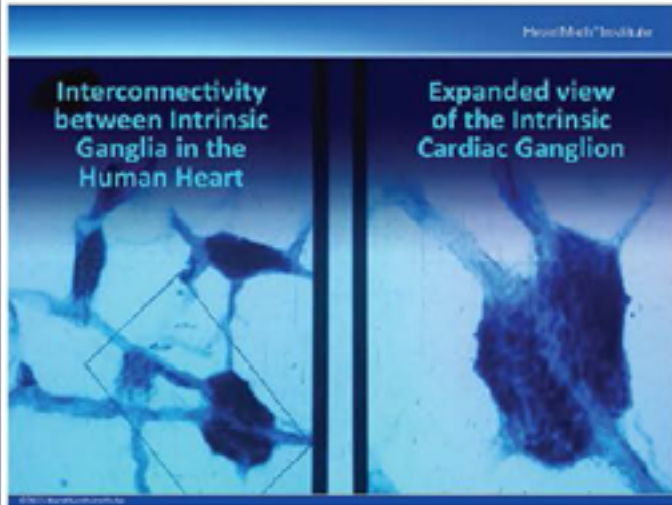 HeartMath Institute
Interconnectivity
between Intrinsic
Ganglia in the
Human Heart
Expanded view
of the Intrinsic
Cardiac Ganglion